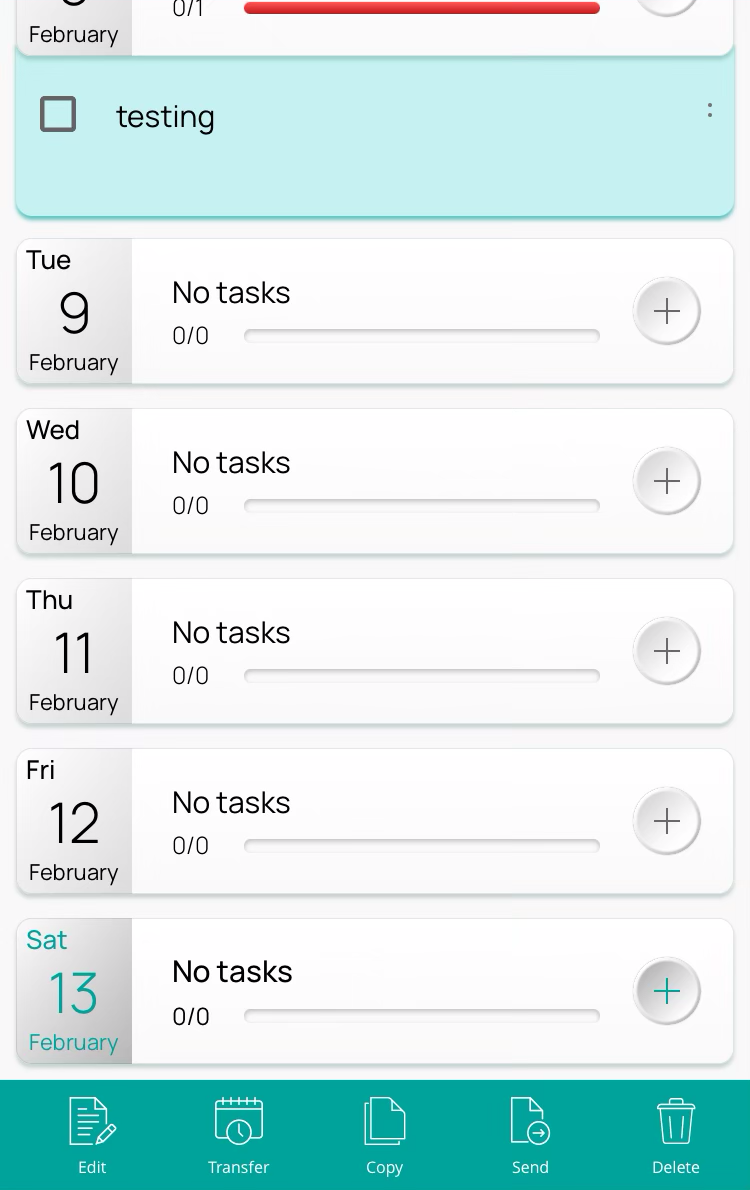 0/1
February
testing
Tue
9
February
No tasks
0/0
Wed
10
February
No tasks
0/0
Thu
11
February
No tasks
0/0
Fri
12
February
No tasks
0/0
Sat
13
February
No tasks
0/0
Edit
Transfer
Copy
Send
Delete